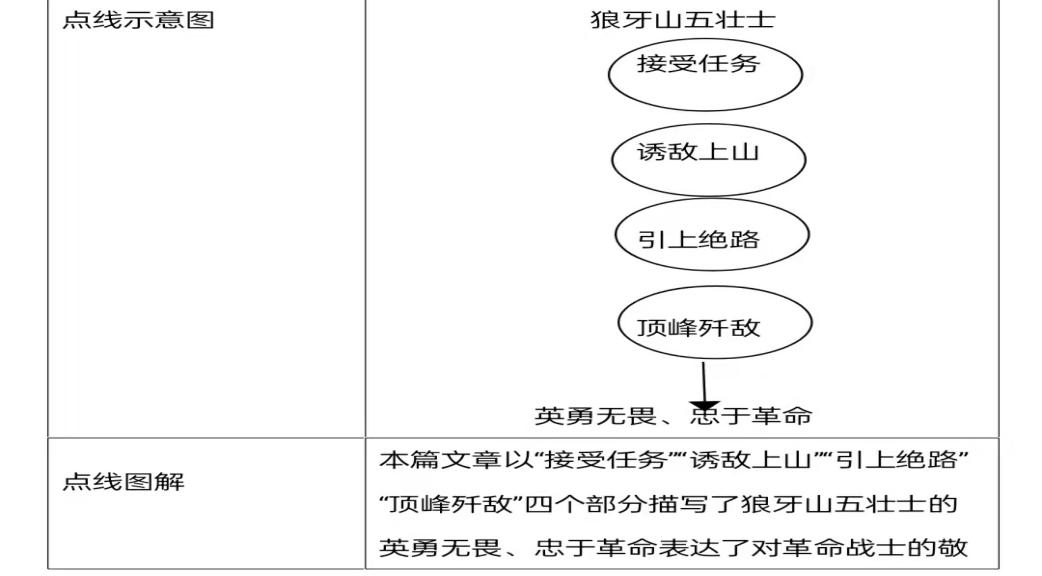 点线示意图
狼牙山五壮士
接受任务
诱敌上山
引上绝路
顶峰歼敌
英勇无畏、忠于革命
点线图解
本篇文章以“接受任务”“诱敌上山”“引上绝路”
“顶峰歼敌”四个部分描写了狼牙山五壮士的
英勇无畏、忠于革命表达了对革命战士的敬